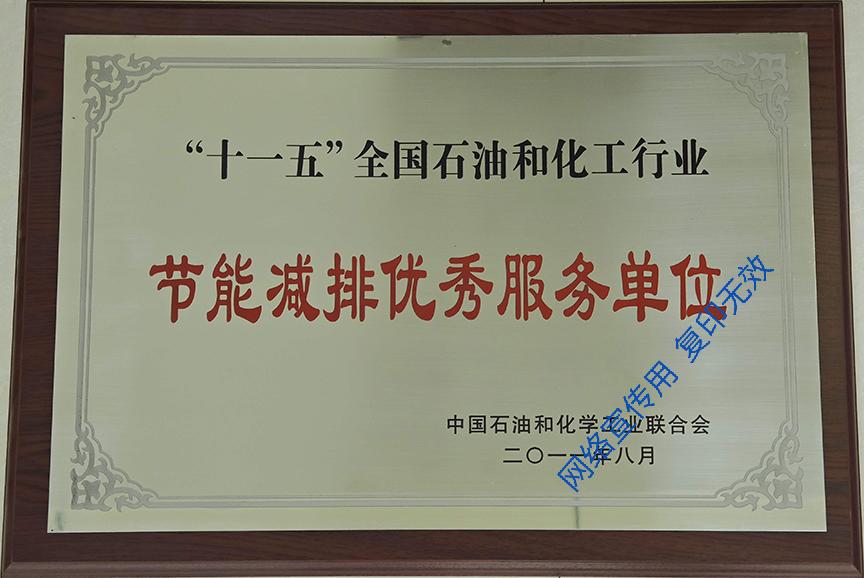 “十一五”全国石油和化工行业
节能减排优秀服务单位
中国石油和化学工业联合会
二〇一一年八月
网络宣传用 复印无效